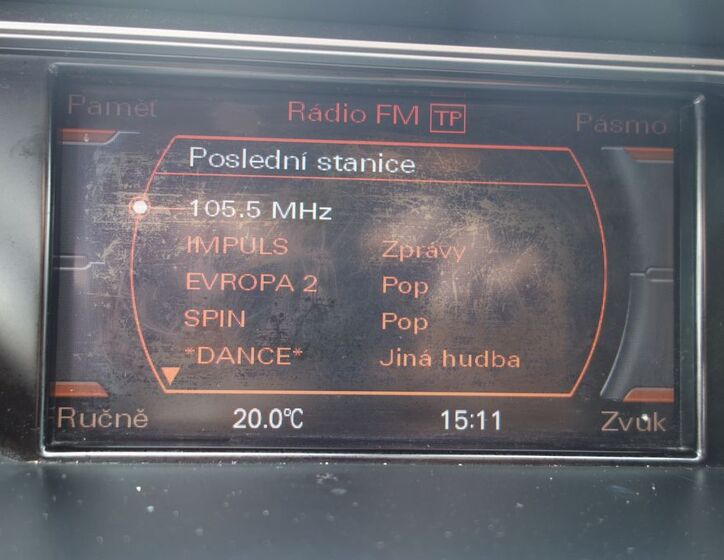 Paměť Rádio FM TP Pásmo
Poslední stanice
105.5 MHz
IMPULS Zprávy
EVROPA 2 Pop
SPIN Pop
*DANCE* Jiná hudba
Ručně 20.0°C 15:11 Zvuk